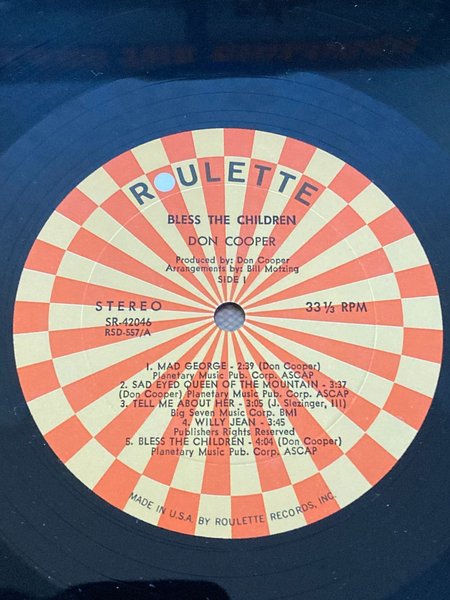 ROULETTE
BLESS THE CHILDREN
DON COOPER
Produced by: Don Cooper
Arrangements by: Bill Motzing
SIDE I
STEREO
SR-42046
RSD-557/A
33 1/3 RPM
1. MAD GEORGE - 2:39 (Don Cooper)
Planetary Music Pub. Corp. ASCAP
2. SAD EYED QUEEN OF THE MOUNTAIN - 3:37
(Don Cooper) Planetary Music Pub. Corp. ASCAP
3. TELL ME ABOUT HER - 3:05 (J. Slezinger, III)
Big Seven Music Corp. BMI
4. WILLY JEAN - 3:45
Publishers Rights Reserved
5. BLESS THE CHILDREN - 4:04 (Don Cooper)
Planetary Music Pub. Corp. ASCAP
MADE IN U.S.A. BY ROULETTE RECORDS, INC.